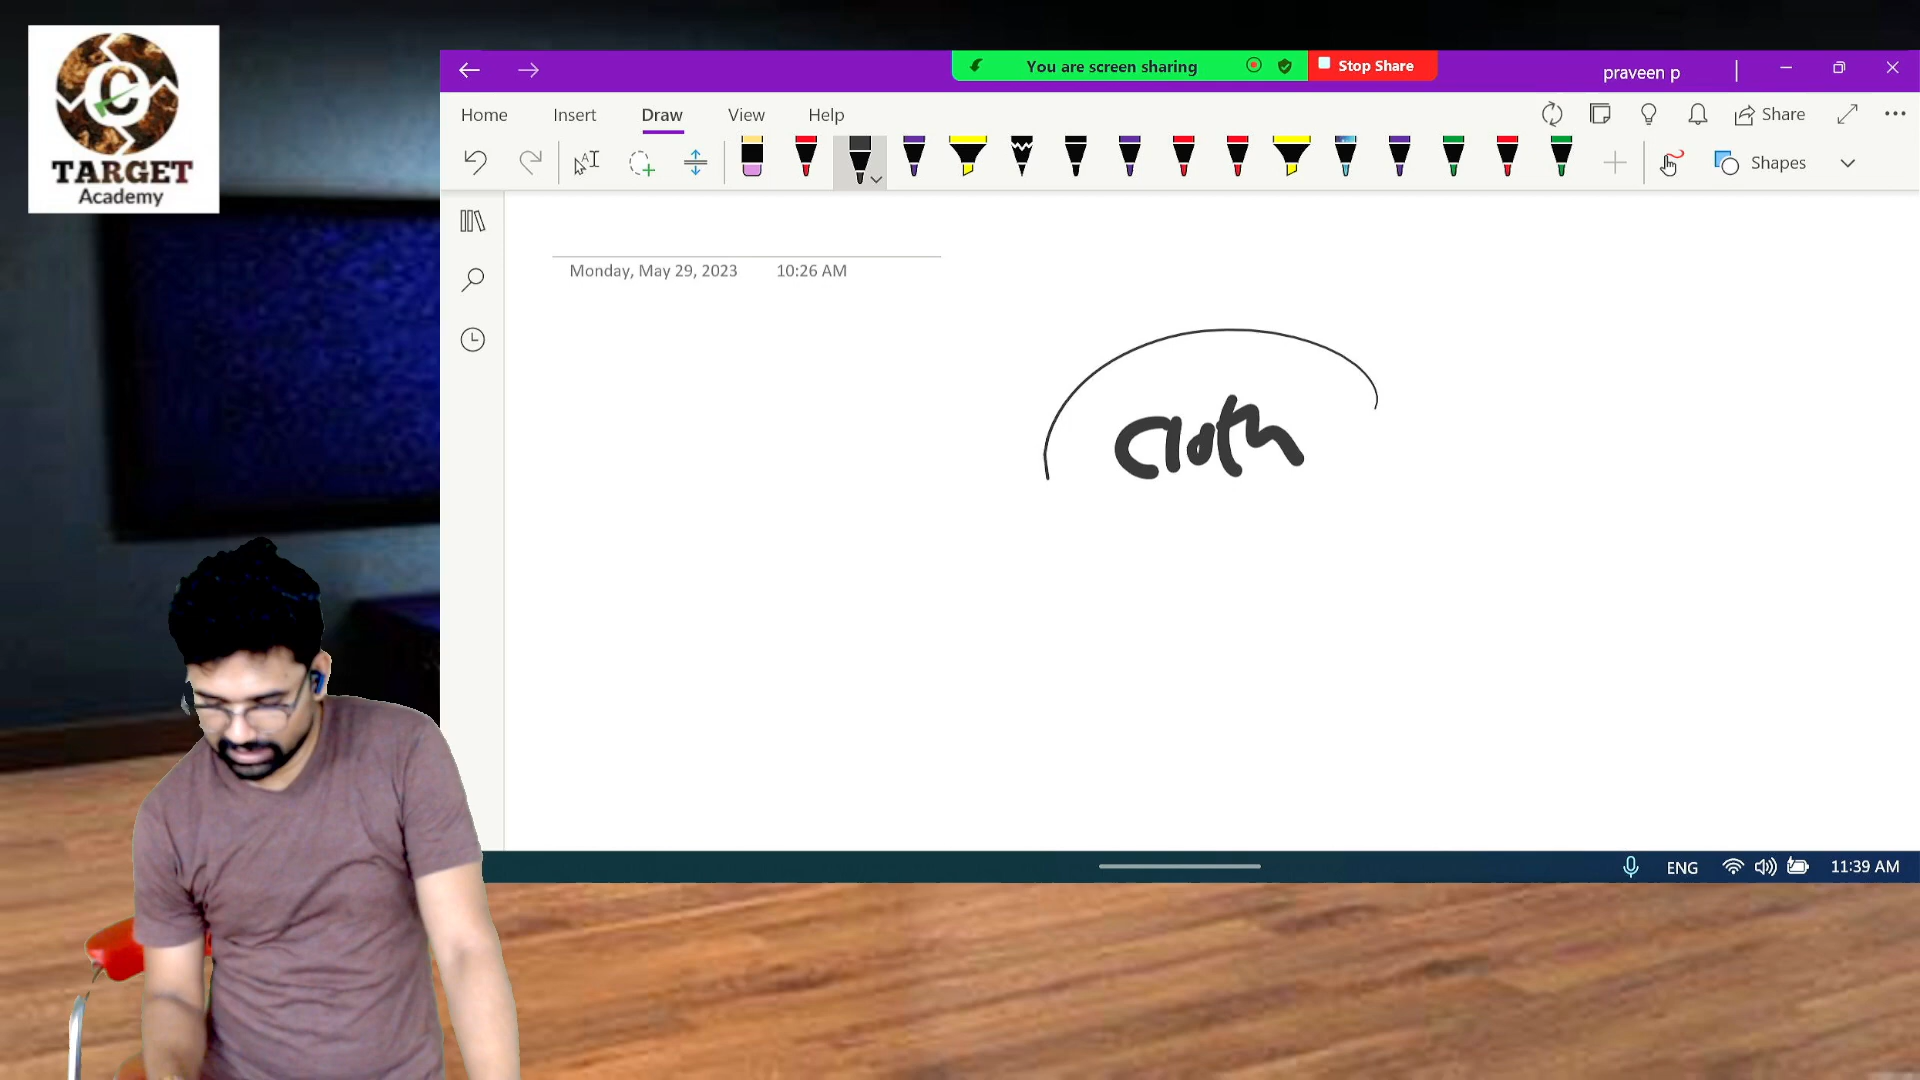 TARGET
Academy
You are screen sharing
Stop Share
praveen p
Home Insert Draw View Help
Share
Shapes
Monday, May 29, 2023 10:26 AM
Cloth
ENG 11:39 AM